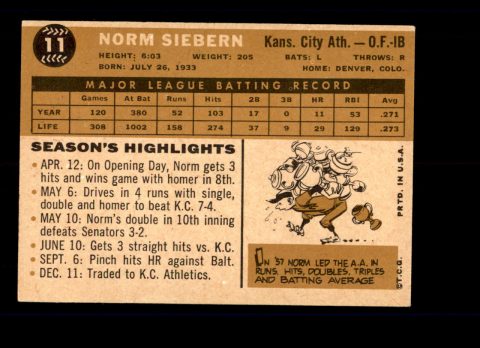 11
NORM SIEBERN
Kans. City Ath. — O.F.-IB
HEIGHT: 6:03 WEIGHT: 205 BATS: L THROWS: R
BORN: JULY 26, 1933 HOME: DENVER, COLO.
MAJOR LEAGUE BATTING RECORD
Games At Bat Runs Hits 2B 3B HR RBI Avg
YEAR 120 380 52 103 17 0 11 53 .271
LIFE 308 1002 158 274 37 9 29 129 .273
SEASON'S HIGHLIGHTS
• APR. 12: On Opening Day, Norm gets 3
hits and wins game with homer in 8th.
• MAY 6: Drives in 4 runs with single,
double and homer to beat K.C. 7-4.
• MAY 10: Norm's double in 10th inning
defeats Senators 3-2.
• JUNE 10: Gets 3 straight hits vs. K.C.
• SEPT. 6: Pinch hits HR against Balt.
• DEC. 11: Traded to K.C. Athletics.
ON '57 NORM LED THE A.A. IN
RUNS, HITS, DOUBLES, TRIPLES
AND BATTING AVERAGE
©T.C.G. PRTD. IN U.S.A.